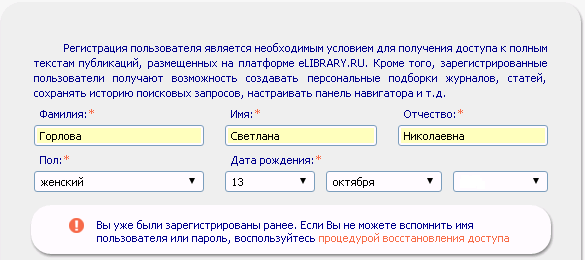 Регистрация пользователя является необходимым условием для получения доступа к полным
текстам публикаций, размещенных на платформе eLIBRARY.RU. Кроме того, зарегистрированные
пользователи получают возможность создавать персональные подборки журналов, статей,
сохранять историю поисковых запросов, настраивать панель навигатора и т.д.
Фамилия:* Имя:* Отчество:*
Горлова Светлана Николаевна
Пол:* Дата рождения:*
женский 13 октября
Вы уже были зарегистрированы ранее. Если Вы не можете вспомнить имя
пользователя или пароль, воспользуйтесь процедурой восстановления доступа